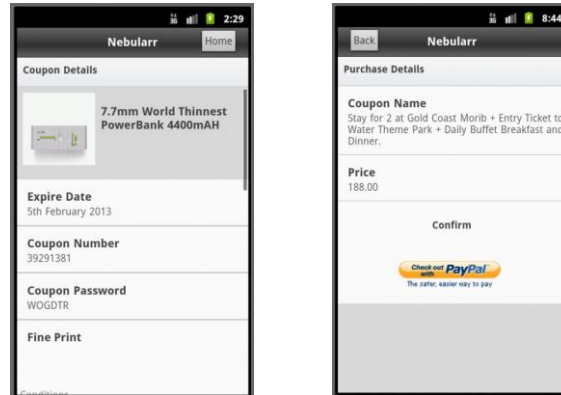 2:29
Nebularr
Home
Coupon Details
7.7mm World Thinnest
PowerBank 4400mAH
Expire Date
5th February 2013
Coupon Number
39291381
Coupon Password
WOGDTR
Fine Print
Conditions
8:44
Back
Nebularr
Purchase Details
Coupon Name
Stay for 2 at Gold Coast Morib + Entry Ticket to
Water Theme Park + Daily Buffet Breakfast and
Dinner.
Price
188.00
Confirm
Check out
with PayPal
The safer, easier way to pay